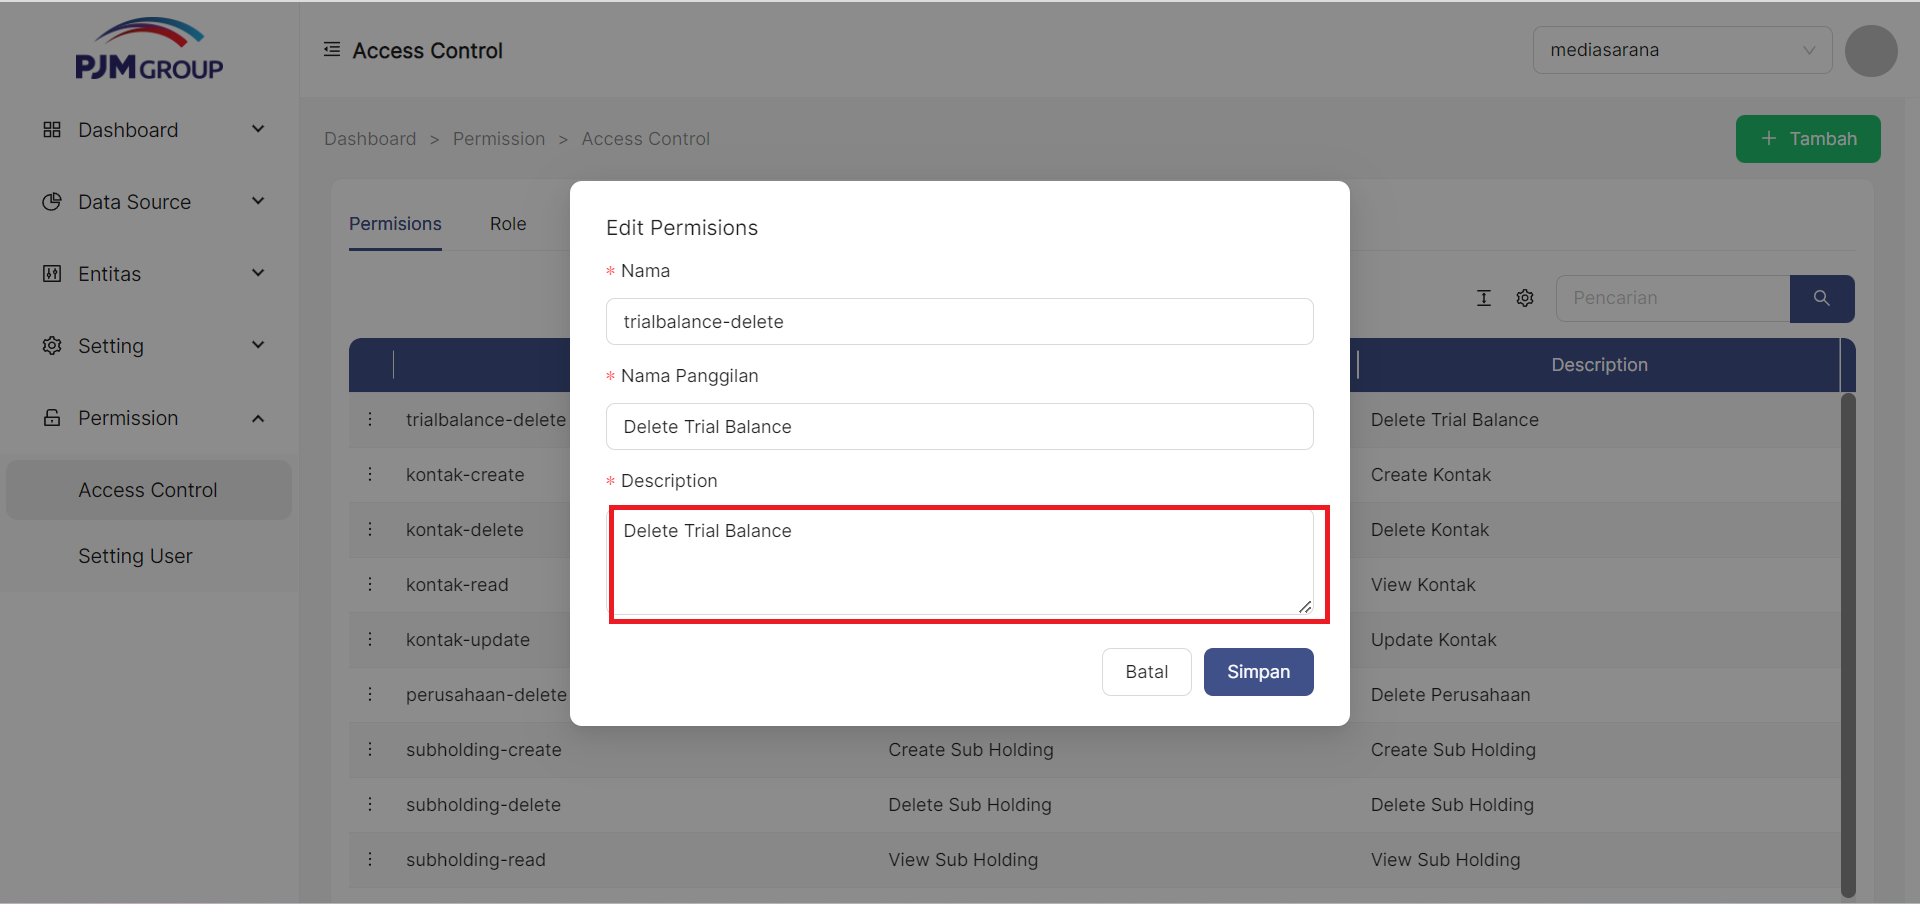 PJM GROUP
Access Control
mediasarana
Dashboard
Data Source
Entitas
Setting
Permission
Access Control
Setting User
Dashboard > Permission > Access Control
+ Tambah
Permisions
Role
Pencarian
Description
trialbalance-delete
Delete Trial Balance
kontak-create
Create Kontak
kontak-delete
Delete Kontak
kontak-read
View Kontak
kontak-update
Update Kontak
perusahaan-delete
Delete Perusahaan
subholding-create
Create Sub Holding
Create Sub Holding
subholding-delete
Delete Sub Holding
Delete Sub Holding
subholding-read
View Sub Holding
View Sub Holding
Edit Permisions
* Nama
trialbalance-delete
* Nama Panggilan
Delete Trial Balance
* Description
Delete Trial Balance
Batal
Simpan